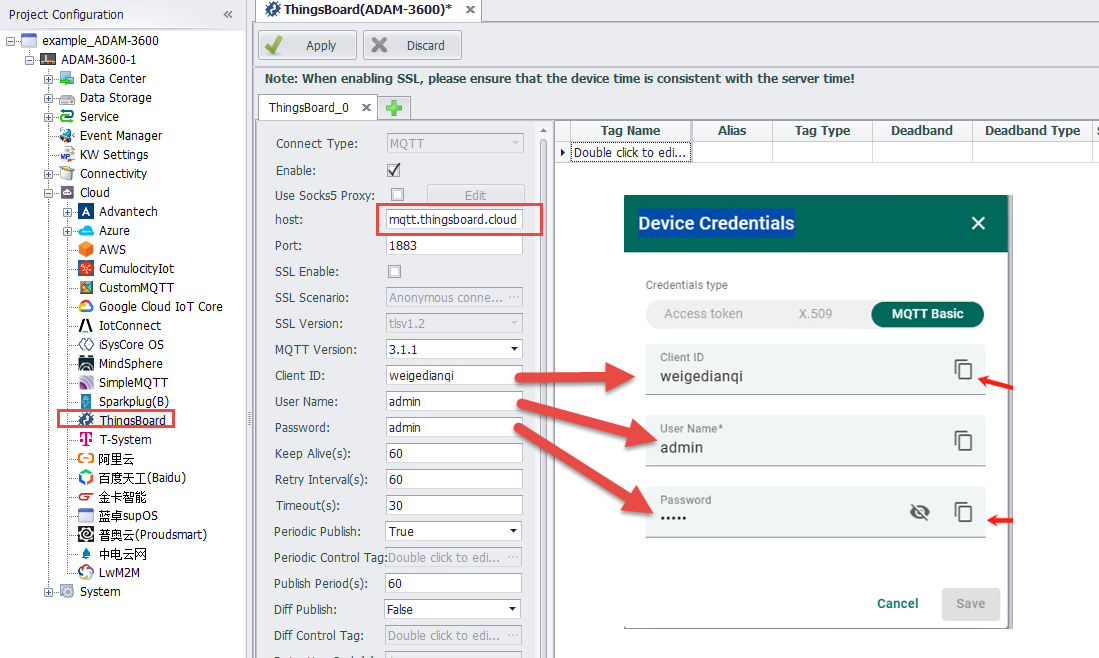 Project Configuration «
example_ADAM-3600
ADAM-3600-1
Data Center
Data Storage
Service
Event Manager
KW Settings
Connectivity
Cloud
Advantech
Azure
AWS
CumulocityIot
CustomMQTT
Google Cloud IoT Core
IotConnect
iSysCore OS
MindSphere
SimpleMQTT
Sparkplug(B)
ThingsBoard
T-System
阿里云
百度天工(Baidu)
金卡智能
蓝卓supOS
普奥云(Proudsmart)
中电云网
LwM2M
System
ThingsBoard(ADAM-3600)*
Apply Discard
Note: When enabling SSL, please ensure that the device time is consistent with the server time!
ThingsBoard_0
Connect Type: MQTT
Enable:
Use Socks5 Proxy: Edit
host: mqtt.thingsboard.cloud
Port: 1883
SSL Enable:
SSL Scenario: Anonymous conne... ...
SSL Version: tlsv1.2
MQTT Version: 3.1.1
Client ID: weigedianqi
User Name: admin
Password: admin
Keep Alive(s): 60
Retry Interval(s): 60
Timeout(s): 30
Periodic Publish: True
Periodic Control Tag: Double click to edi... ...
Publish Period(s): 60
Diff Publish: False
Diff Control Tag: Double click to edi... ...
Tag Name Alias Tag Type Deadband Deadband Type
Double click to edi...
Device Credentials
Credentials type
Access token X.509 MQTT Basic
Client ID
weigedianqi
User Name*
admin
Password
•••••
Cancel Save